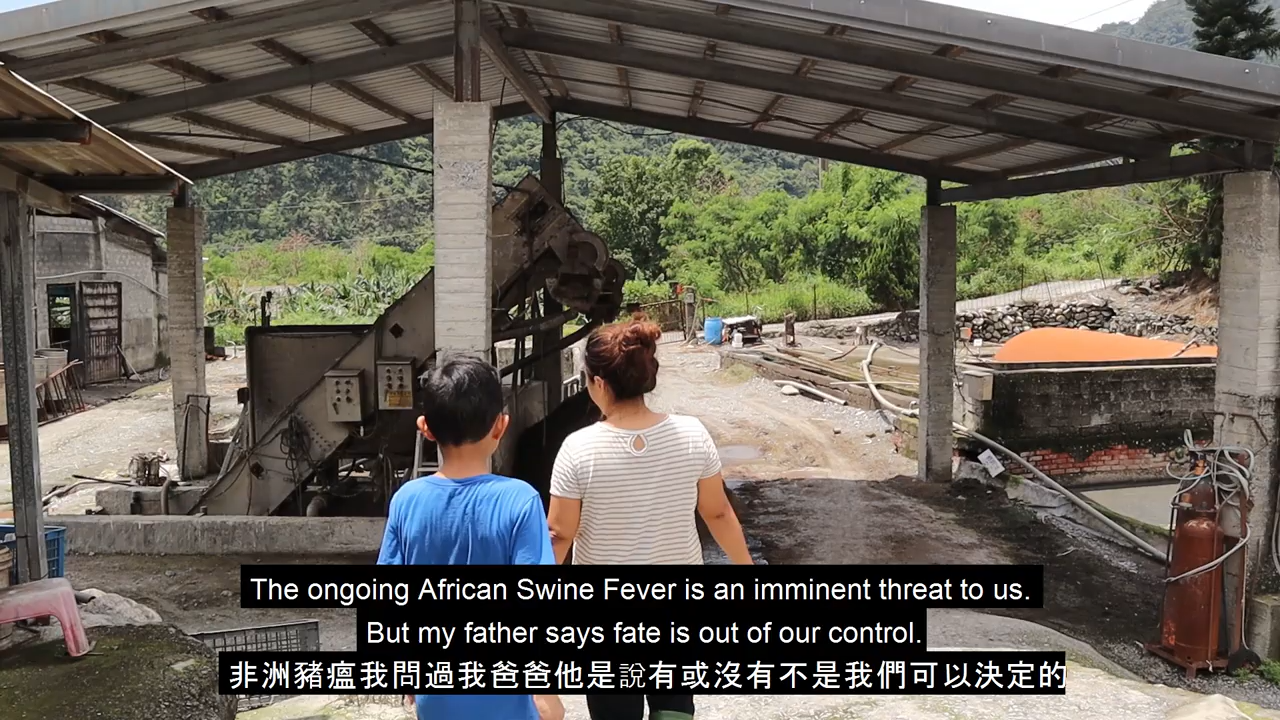 The ongoing African Swine Fever is an imminent threat to us.
But my father says fate is out of our control.
非洲豬瘟我問過我爸爸他是說有或沒有不是我們可以決定的